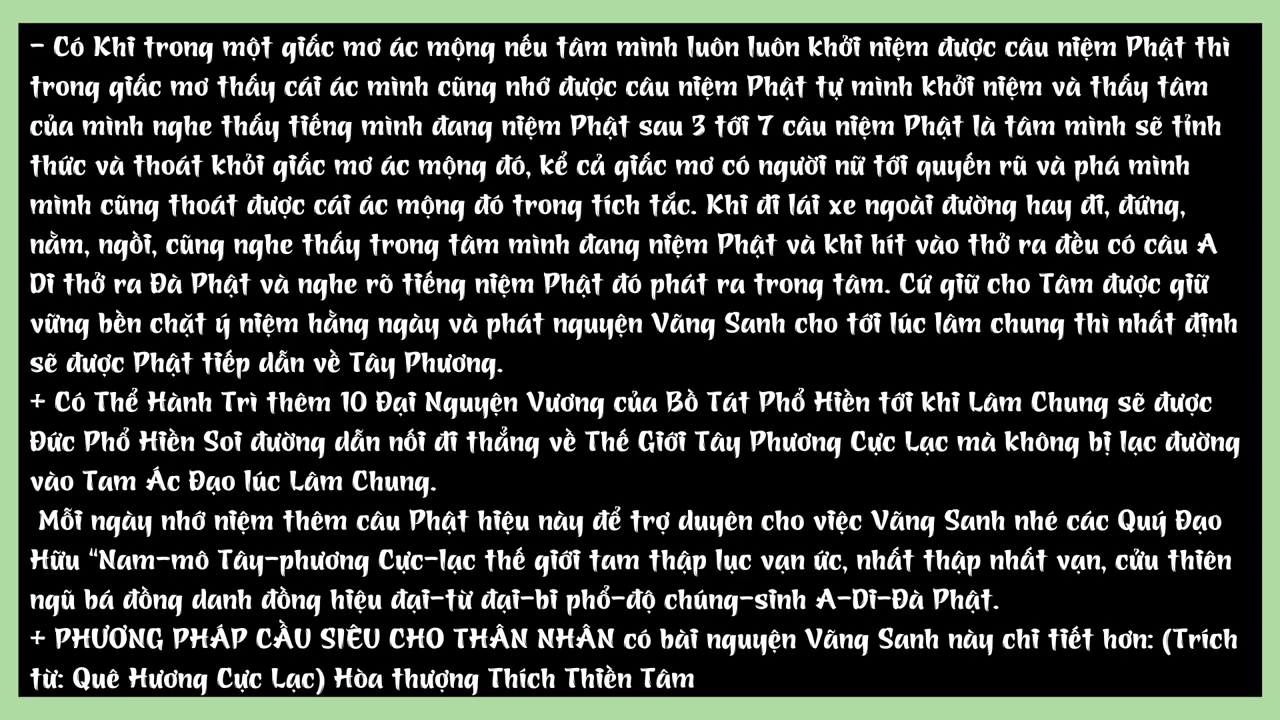 - Có Khi trong một giấc mơ ác mộng nếu tâm mình luôn luôn khởi niệm được câu niệm Phật thì
trong giấc mơ thấy cái ác mình cũng nhớ được câu niệm Phật tự mình khởi niệm và thấy tâm
của mình nghe thấy tiếng mình đang niệm Phật sau 3 tới 7 câu niệm Phật là tâm mình sẽ tỉnh
thức và thoát khỏi giấc mơ ác mộng đó, kể cả giấc mơ có người nữ tới quyến rũ và phá mình
mình cũng thoát được cái ác mộng đó trong tích tắc. Khi đi lái xe ngoài đường hay đi, đứng,
nằm, ngồi, cũng nghe thấy trong tâm mình đang niệm Phật và khi hít vào thở ra đều có câu A
Di thở ra Đà Phật và nghe rõ tiếng niệm Phật đó phát ra trong tâm. Cứ giữ cho Tâm được giữ
vững bền chặt ý niệm hằng ngày và phát nguyện Vãng Sanh cho tới lúc lâm chung thì nhất định
sẽ được Phật tiếp dẫn về Tây Phương.
+ Có Thể Hành Trì thêm 10 Đại Nguyện Vương của Bồ Tát Phổ Hiền tới khi Lâm Chung sẽ được
Đức Phổ Hiền Soi đường dẫn nối đi thẳng về Thế Giới Tây Phương Cực Lạc mà không bị lạc đường
vào Tam Ác Đạo lúc Lâm Chung.
Mỗi ngày nhớ niệm thêm câu Phật hiệu này để trợ duyên cho việc Vãng Sanh nhé các Quý Đạo
Hữu "Nam-mô Tây-phương Cực-lạc thế giới tam thập lục vạn ức, nhất thập nhất vạn, cửu thiên
ngũ bá đồng danh đồng hiệu đại-từ đại-bi phổ-độ chúng-sinh A-Di-Đà Phật.
+ PHƯƠNG PHÁP CẦU SIÊU CHO THÂN NHÂN có bài nguyện Vãng Sanh này chi tiết hơn: (Trích
từ: Quê Hương Cực Lạc) Hòa thượng Thích Thiền Tâm